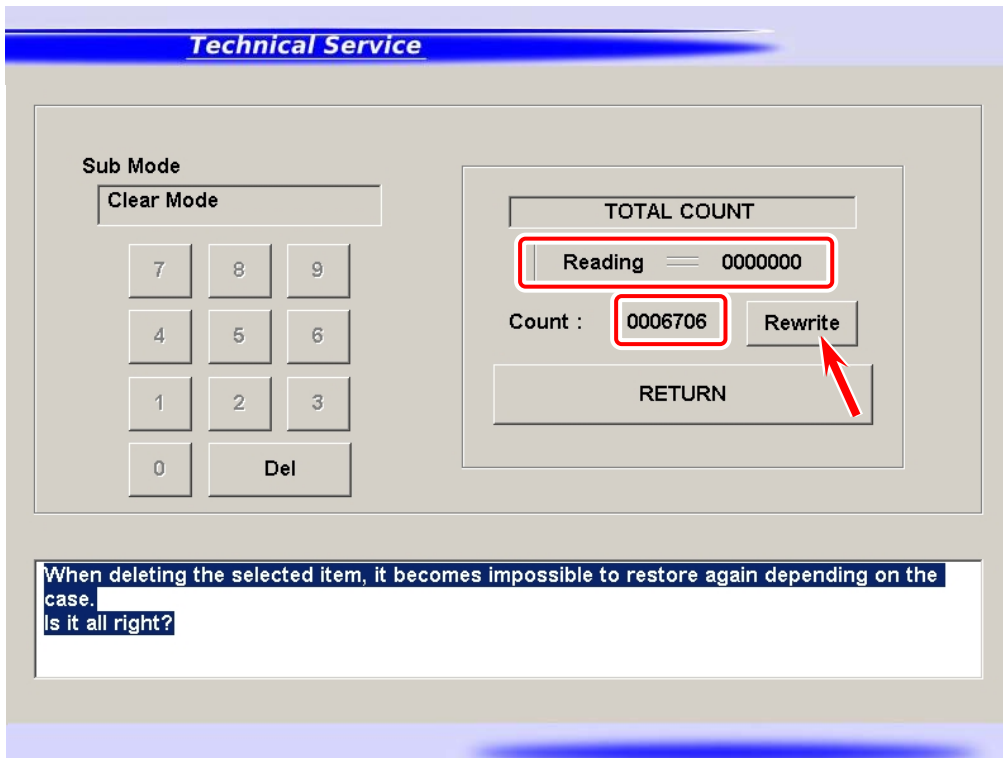 Technical Service
Sub Mode
Clear Mode
7 8 9
4 5 6
1 2 3
0 Del
TOTAL COUNT
Reading 0000000
Count : 0006706 Rewrite
RETURN
When deleting the selected item, it becomes impossible to restore again depending on the
case.
Is it all right?